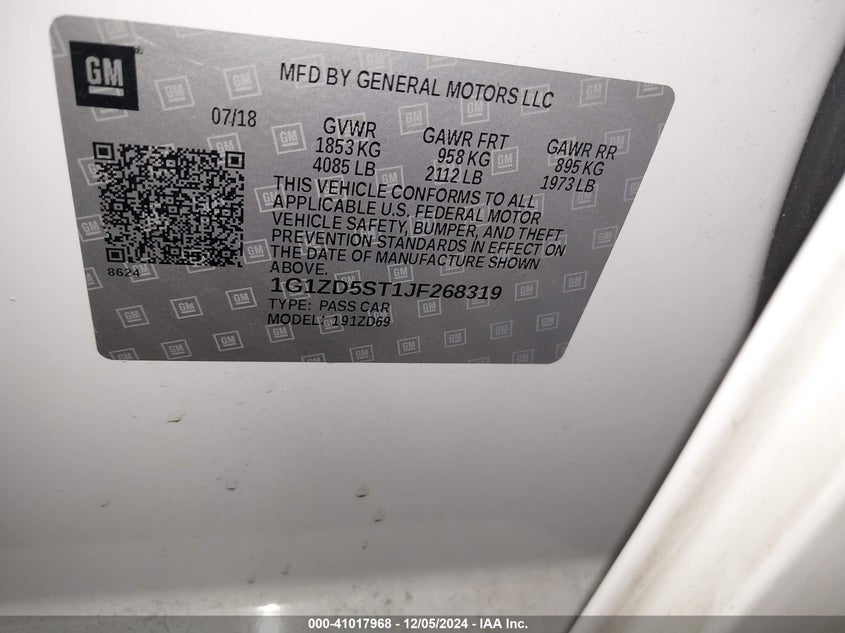 GM
MFD BY GENERAL MOTORS LLC
07/18
GVWR
1853 KG
4085 LB
GAWR FRT
958 KG
2112 LB
GAWR RR
895 KG
1973 LB
THIS VEHICLE CONFORMS TO ALL
APPLICABLE U.S. FEDERAL MOTOR
VEHICLE SAFETY, BUMPER, AND THEFT
PREVENTION STANDARDS IN EFFECT ON
THE DATE OF MANUFACTURE SHOWN
ABOVE.
8624
1G1ZD5ST1JF268319
TYPE: PASS CAR
MODEL: 191ZD69
000-41017968 - 12/05/2024 - IAA Inc.